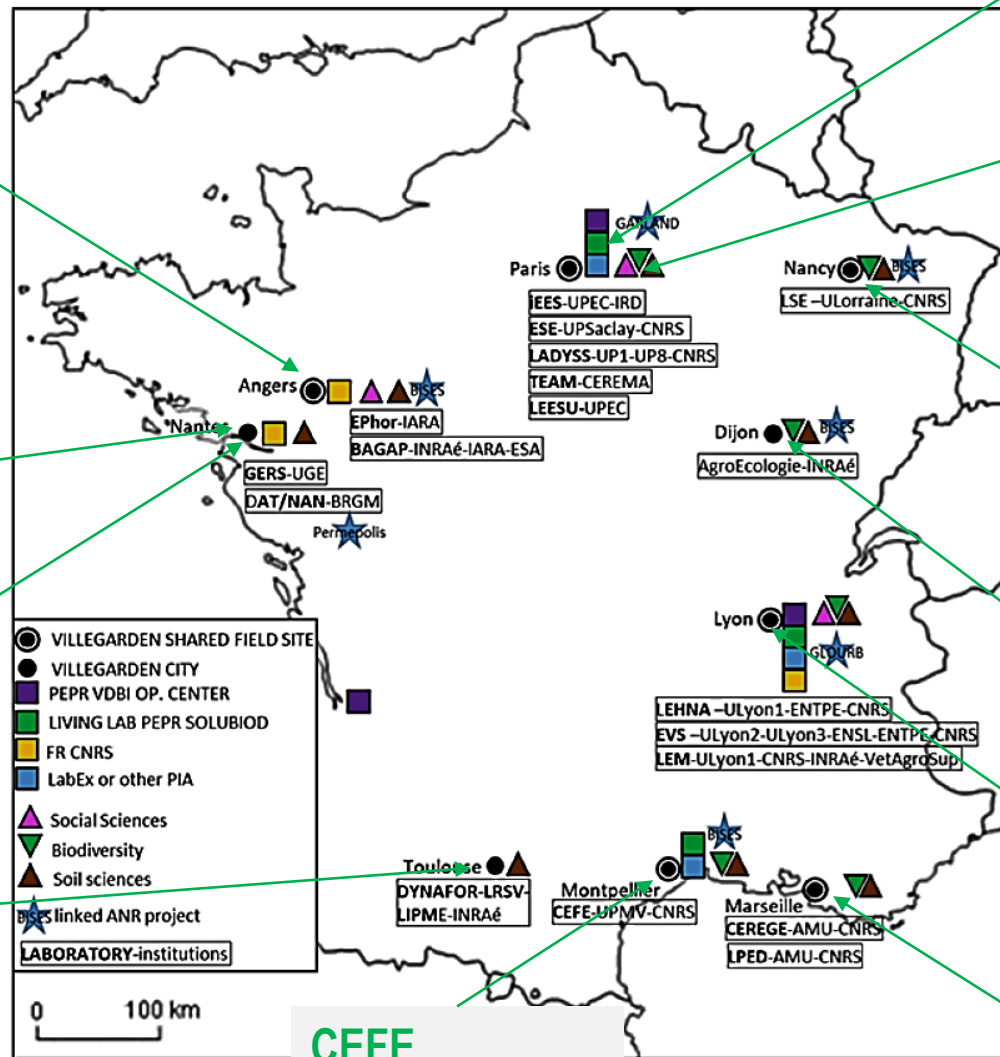 GARLAND
Paris
iEES-UPEC-IRD
ESE-UPSaclay-CNRS
LADYSS-UP1-UP8-CNRS
TEAM-CEREMA
LEESU-UPEC
Nancy
BISES
LSE –ULorraine-CNRS
Angers
BISES
EPhor-IARA
BAGAP-INRAé-IARA-ESA
Nantes
GERS-UGE
DAT/NAN-BRGM
Permepolis
Dijon
BISES
AgroEcologie-INRAé
Lyon
GLOURB
LEHNA –ULyon1-ENTPE-CNRS
EVS –ULyon2-ULyon3-ENSL-ENTPE-CNRS
LEM-ULyon1-CNRS-INRAé-VetAgroSup
VILLEGARDEN SHARED FIELD SITE
VILLEGARDEN CITY
PEPR VDBI OP. CENTER
LIVING LAB PEPR SOLUBIOD
FR CNRS
LabEx or other PIA
Social Sciences
Biodiversity
Soil sciences
BISES linked ANR project
LABORATORY-institutions
0 100 km
Toulouse
DYNAFOR-LRSV-
LIPME-INRAé
BISES
Montpellier
CEFE-UPMV-CNRS
Marseille
CEREGE-AMU-CNRS
LPED-AMU-CNRS
CEFE